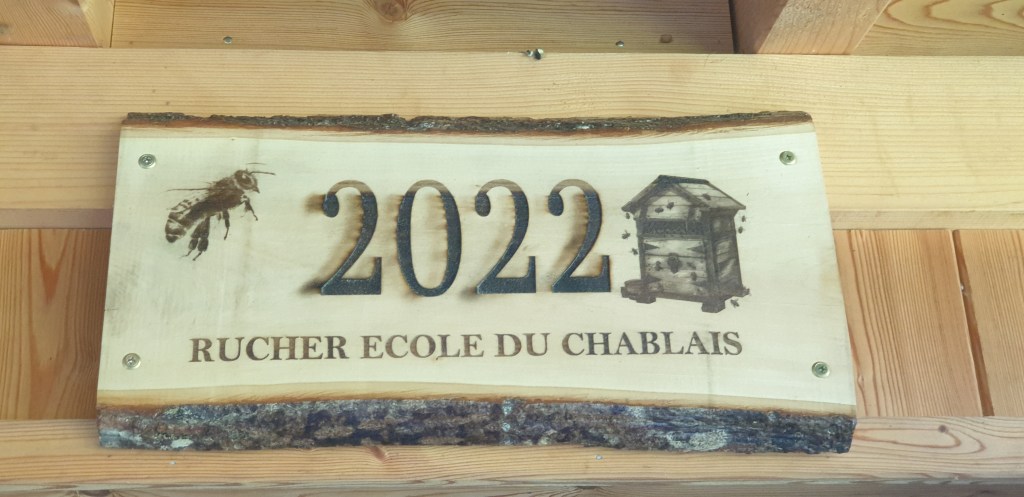 2022
RUCHER ECOLE DU CHABLAIS